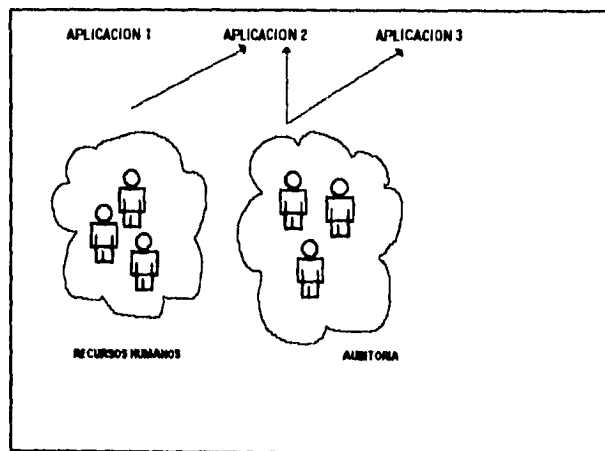 APLICACION 1 APLICACION 2 APLICACION 3
RECURSOS HUMANOS AUDITORIA